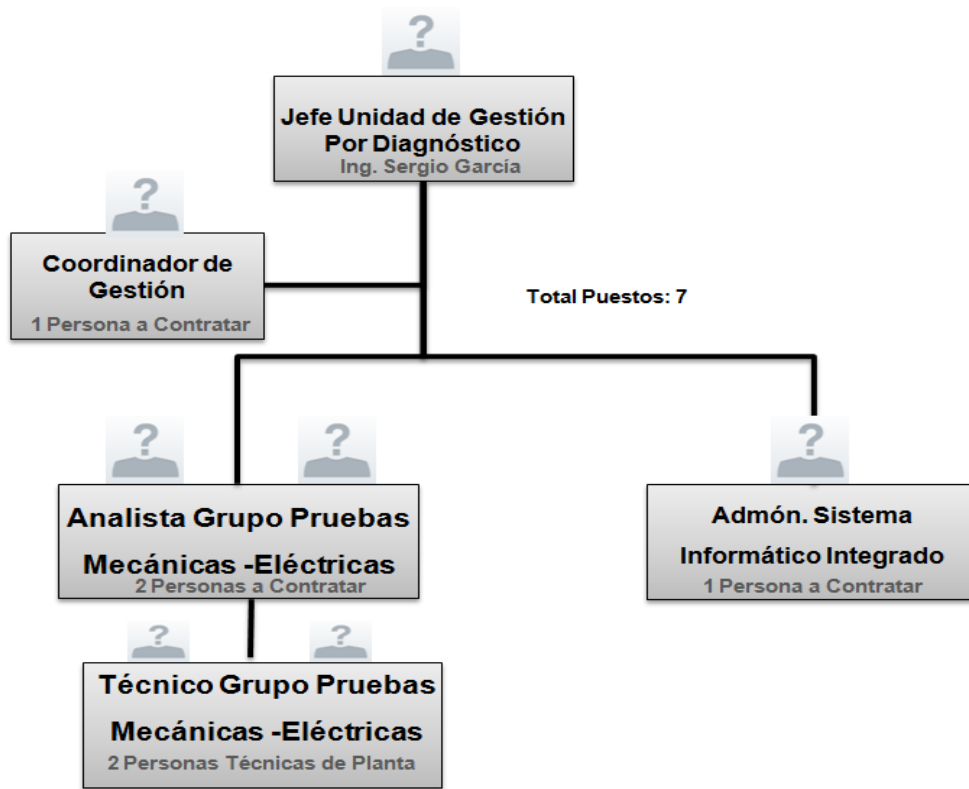 Jefe Unidad de Gestión
Por Diagnóstico
Ing. Sergio García
Coordinador de
Gestión
1 Persona a Contratar
Total Puestos: 7
Analista Grupo Pruebas
Mecánicas -Eléctricas
2 Personas a Contratar
Admón. Sistema
Informático Integrado
1 Persona a Contratar
Técnico Grupo Pruebas
Mecánicas -Eléctricas
2 Personas Técnicas de Planta